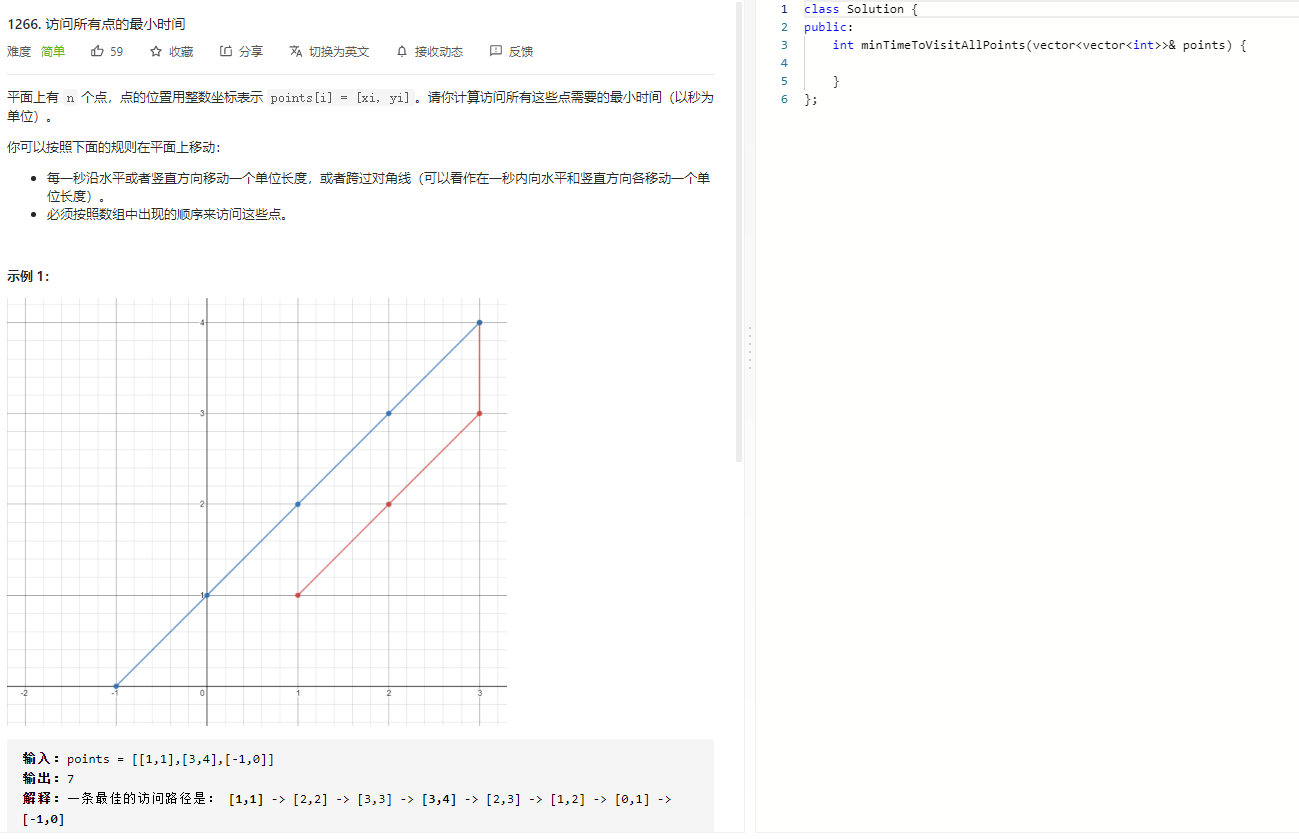 1266. 访问所有点的最小时间
难度 简单 59 收藏 分享 切换为英文 接收动态 反馈
平面上有 n 个点，点的位置用整数坐标表示 points[i] = [xi, yi] 。请你计算访问所有这些点需要的最小时间（以秒为
单位）。
你可以按照下面的规则在平面上移动：
每一秒沿水平或者竖直方向移动一个单位长度，或者跨过对角线（可以看作在一秒内向水平和竖直方向各移动一个单
位长度）。
必须按照数组中出现的顺序来访问这些点。
示例 1：
4
3
2
1
-2 -1 0 1 2 3
输入：points = [[1,1],[3,4],[-1,0]]
输出：7
解释：一条最佳的访问路径是： [1,1] -> [2,2] -> [3,3] -> [3,4] -> [2,3] -> [1,2] -> [0,1] ->
[-1,0]
1 class Solution {
2 public:
3 int minTimeToVisitAllPoints(vector<vector<int>>& points) {
4
5 }
6 };